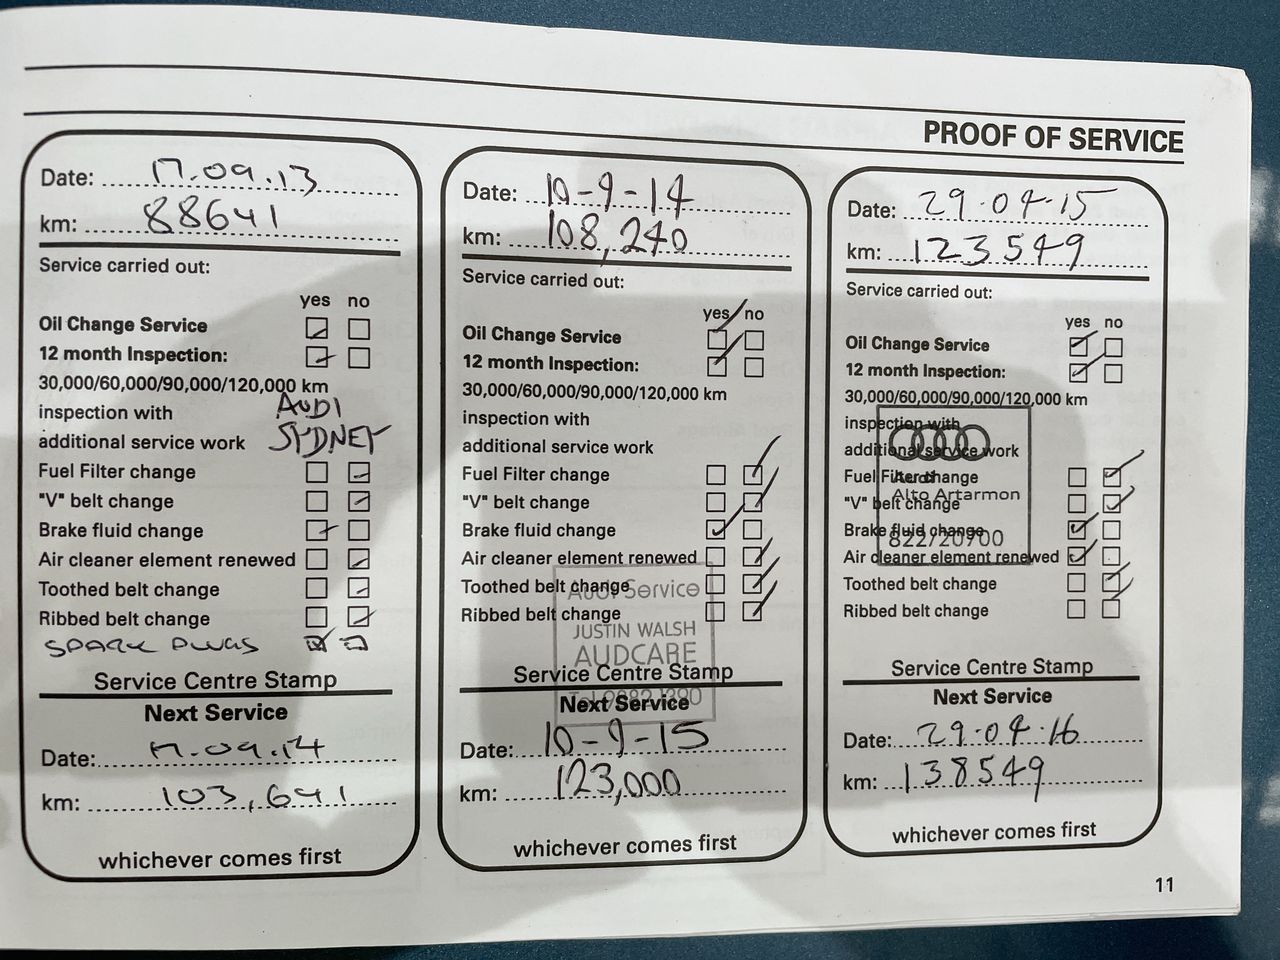 PROOF OF SERVICE
Date: 17.09.13
km: 88641
Service carried out:
yes no
Oil Change Service
12 month Inspection:
30,000/60,000/90,000/120,000 km
inspection with AUDI
additional service work SYDNEY
Fuel Filter change
"V" belt change
Brake fluid change
Air cleaner element renewed
Toothed belt change
Ribbed belt change
SPARK PLUGS
Service Centre Stamp
Next Service
Date: 17.09.14
km: 103,641
whichever comes first
Date: 10-9-14
km: 108,240
Service carried out:
yes no
Oil Change Service
12 month Inspection:
30,000/60,000/90,000/120,000 km
inspection with
additional service work
Fuel Filter change
"V" belt change
Brake fluid change
Air cleaner element renewed
Toothed belt change
Audi Service
Ribbed belt change
JUSTIN WALSH
AUDCARE
Service Centre Stamp
Next Service
Date: 10-9-15
km: 123,000
whichever comes first
Date: 29.04.15
km: 123549
Service carried out:
yes no
Oil Change Service
12 month Inspection:
30,000/60,000/90,000/120,000 km
inspection with
additional service work
Fuel Filter change
Audi
Alto Artarmon
"V" belt change
Brake fluid change
822/20700
Air cleaner element renewed
Toothed belt change
Ribbed belt change
Service Centre Stamp
Next Service
Date: 29.04.16
km: 138549
whichever comes first
11